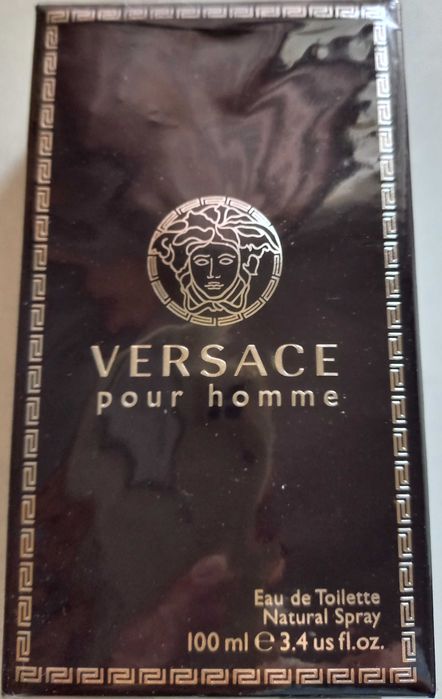 VERSACE
pour homme
Eau de Toilette
Natural Spray
100 ml ℮ 3.4 us fl.oz.